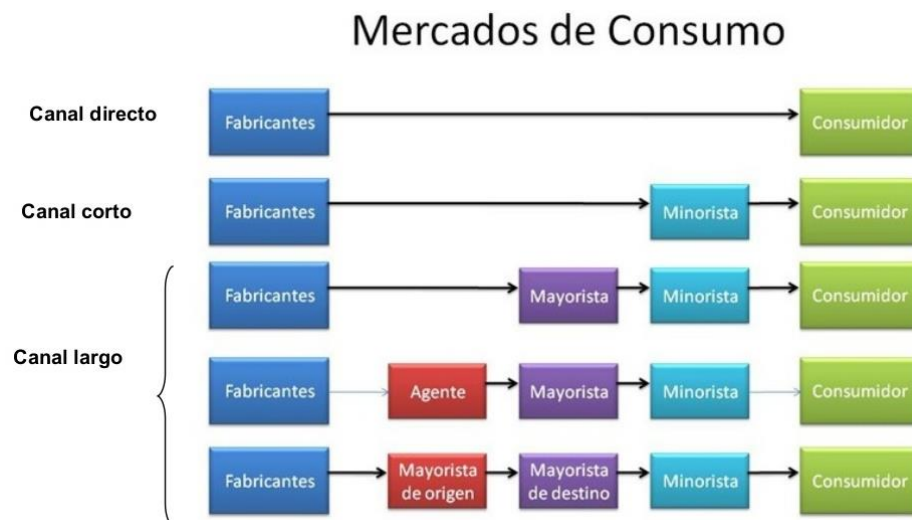 Mercados de Consumo
Canal directo
Fabricantes
Consumidor
Canal corto
Fabricantes
Minorista
Consumidor
Canal largo
Fabricantes
Mayorista
Minorista
Consumidor
Fabricantes
Agente
Mayorista
Minorista
Consumidor
Fabricantes
Mayorista
de origen
Mayorista
de destino
Minorista
Consumidor